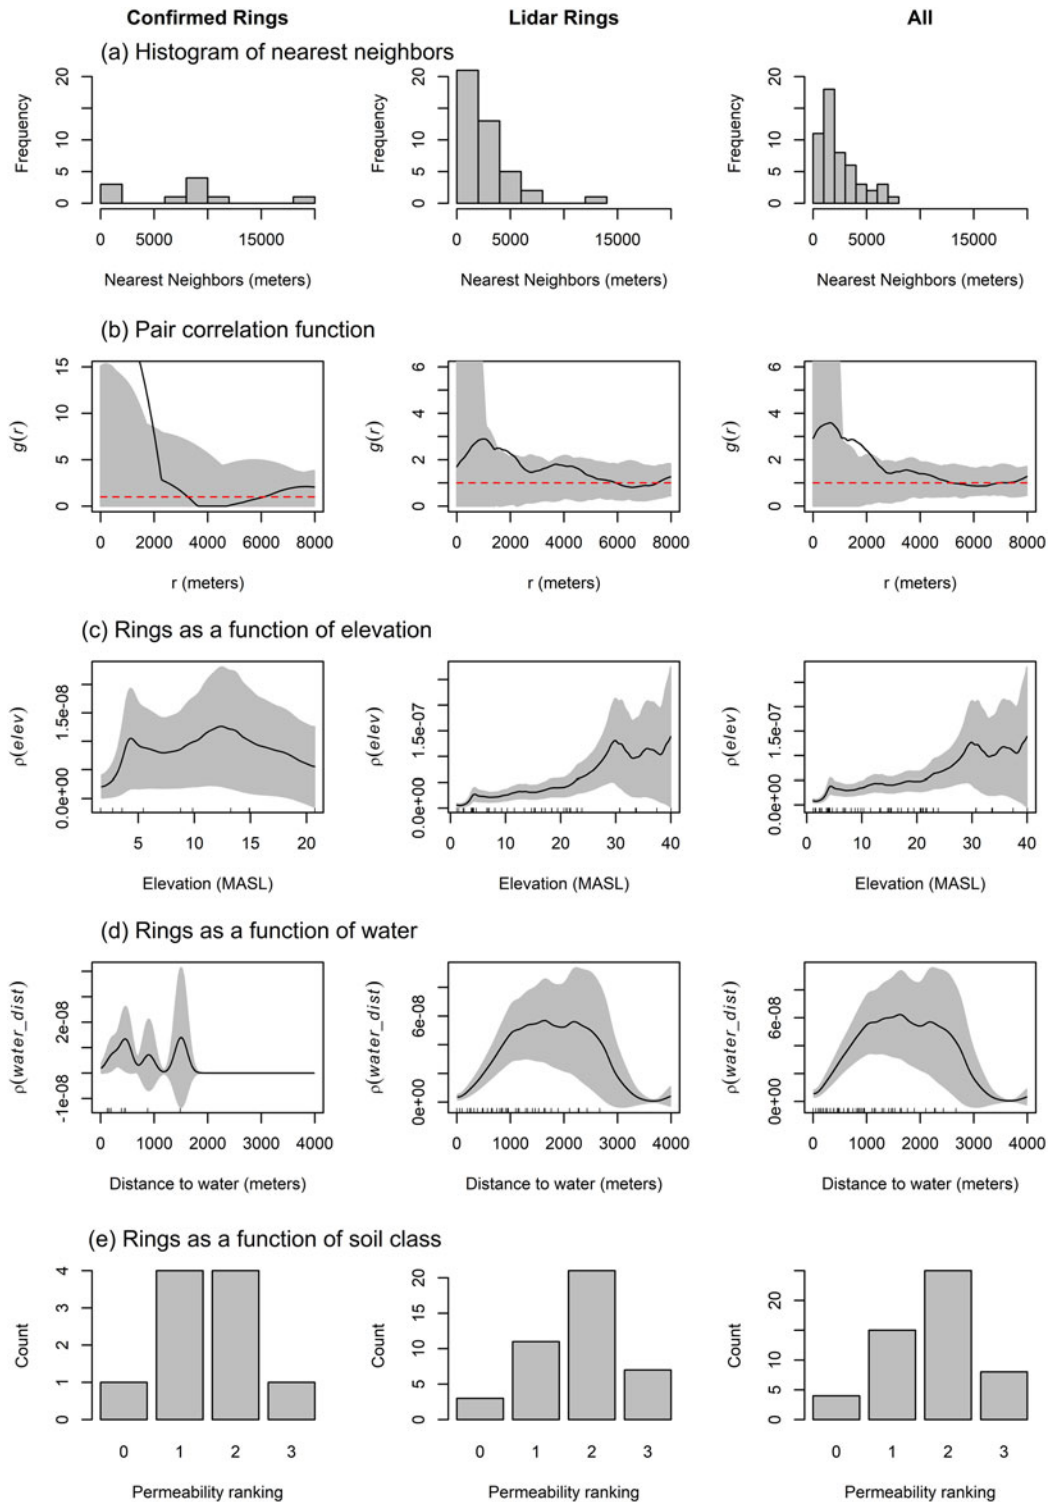 Confirmed Rings Lidar Rings All
(a) Histogram of nearest neighbors
Frequency 0 5 10 20
Frequency 0 5 10 20
Frequency 0 5 10 20
0 5000 15000
0 5000 15000
0 5000 15000
Nearest Neighbors (meters) Nearest Neighbors (meters) Nearest Neighbors (meters)
(b) Pair correlation function
g(r) 0 5 10 15
g(r) 0 2 4 6
g(r) 0 2 4 6
0 2000 4000 6000 8000
0 2000 4000 6000 8000
0 2000 4000 6000 8000
r (meters) r (meters) r (meters)
(c) Rings as a function of elevation
ρ(elev) 0.0e+00 1.5e-08
ρ(elev) 0.0e+00 1.5e-07
ρ(elev) 0.0e+00 1.5e-07
5 10 15 20
0 10 20 30 40
0 10 20 30 40
Elevation (MASL) Elevation (MASL) Elevation (MASL)
(d) Rings as a function of water
ρ(water_dist) -1e-08 2e-08
ρ(water_dist) 0e+00 6e-08
ρ(water_dist) 0e+00 6e-08
0 1000 2000 3000 4000
0 1000 2000 3000 4000
0 1000 2000 3000 4000
Distance to water (meters) Distance to water (meters) Distance to water (meters)
(e) Rings as a function of soil class
Count 0 1 2 3 4
Count 0 5 10 15 20
Count 0 5 10 20
0 1 2 3
0 1 2 3
0 1 2 3
Permeability ranking Permeability ranking Permeability ranking